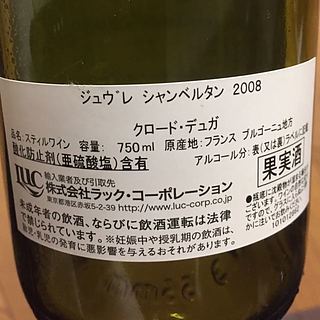 ジュヴレ シャンベルタン 2008
クロード・デュガ
品名: スティルワイン 容量: 750ml 原産地: フランス ブルゴーニュ地方
酸化防止剤(亜硫酸塩)含有 アルコール分: 表(又は裏)ラベルに記載
果実酒
LUC
輸入業者及び引取先
株式会社ラック・コーポレーション
東京都港区赤坂5-2-39 http://www.luc-corp.co.
未成年者の飲酒、ならびに飲酒運転は法律
で禁じられています。※妊娠中や授乳期の飲酒は、
胎児・乳児の発育に悪影響を与えるおそれがあります。